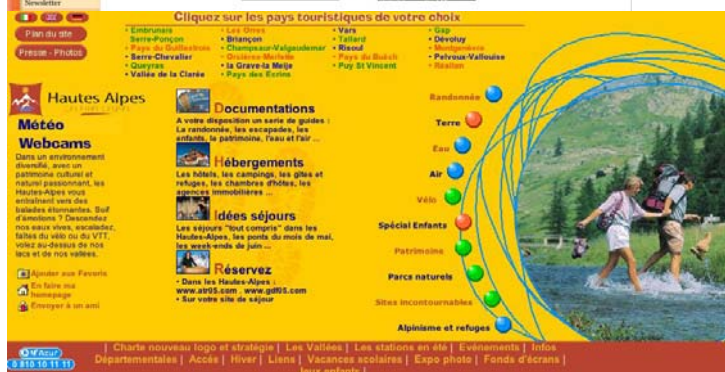 Newsletter
Cliquez sur les pays touristiques de votre choix
Plan du site
Presse - Photos
• Embrunais Serre-Ponçon
• Pays du Guillestrois
• Serre-Chevalier
• Queyras
• Vallée de la Clarée
• Les Orres
• Briançon
• Champsaur-Valgaudemar
• Orcières-Merlette
• la Grave-la Meije
• Pays des Ecrins
• Vars
• Tallard
• Risoul
• Pays du Buëch
• Puy St Vincent
• Gap
• Dévoluy
• Montgenèvre
• Pelvoux-Vallouise
• Réallon
Hautes Alpes
Météo
Webcams
Dans un environnement
diversifié, avec un
patrimoine culturel et
naturel passionnant, les
Hautes-Alpes vous
entraînent vers des
balades étonnantes. Soif
d'émotions ? Descendez
nos eaux vives, escaladez,
faites du vélo ou du VTT,
volez au-dessus de nos
lacs et de nos vallées.
Ajouter aux Favoris
En faire ma
homepage
Envoyer à un ami
Documentations
A votre disposition un serie de guides :
La randonnée, les escapades, les
enfants, le patrimoine, l'eau et l'air ...
Hébergements
Les hôtels, les campings, les gîtes et
refuges, les chambres d'hôtes, les
agences immobilières ...
Idées séjours
Les séjours "tout compris" dans les
Hautes-Alpes, les ponts du mois de mai,
les week-ends de juin ...
Réservez
• Dans les Hautes-Alpes :
www.atr05.com . www.gdf05.com
• Sur votre site de séjour
Randonnée
Terre
Eau
Air
Vélo
Spécial Enfants
Patrimoine
Parcs naturels
Sites incontournables
Alpinisme et refuges
N° Azur
0 810 10 11 11
| Charte nouveau logo et stratégie | Les Vallées | Les stations en été | Evénements | Infos
Départementales | Accés | Hiver | Liens | Vacances scolaires | Expo photo | Fonds d'écrans |
Jeux enfants |